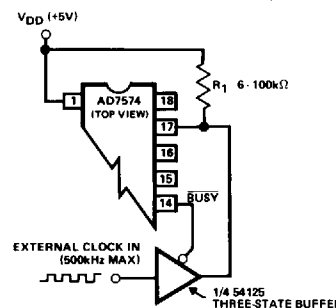 VDD (+5V)
R1 6 - 100kΩ
1
AD7574
(TOP VIEW)
18
17
16
15
14
BUSY
EXTERNAL CLOCK IN
(500kHz MAX)
1/4 54125
THREE-STATE BUFFER